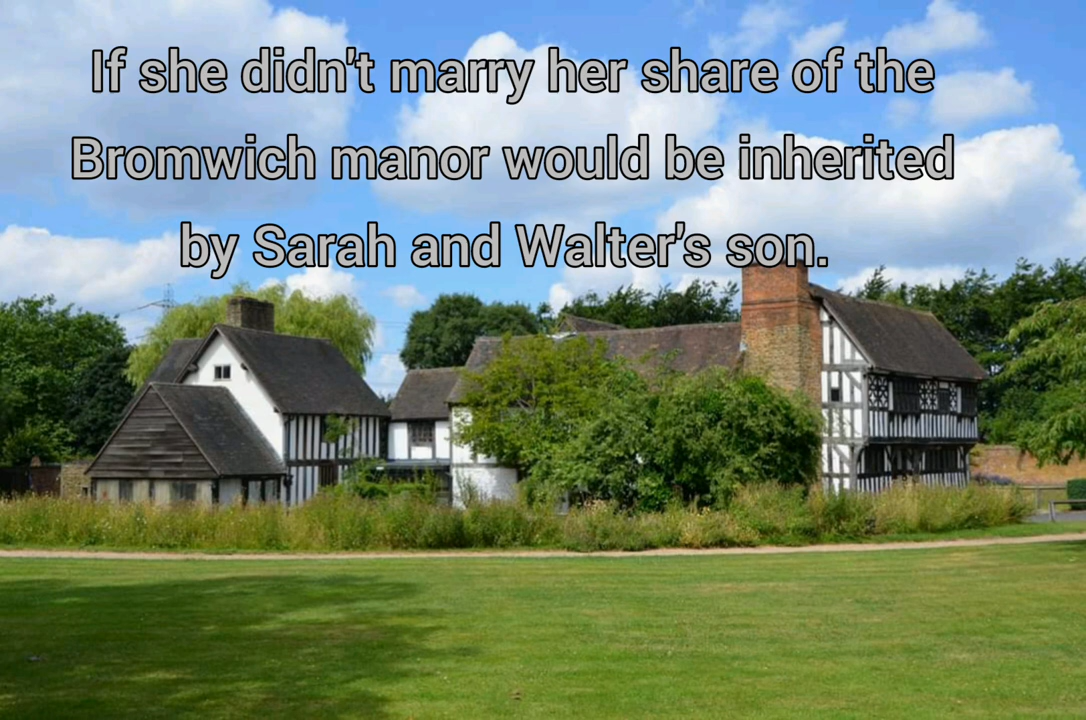 If she didn't marry her share of the
Bromwich manor would be inherited
by Sarah and Walter's son.